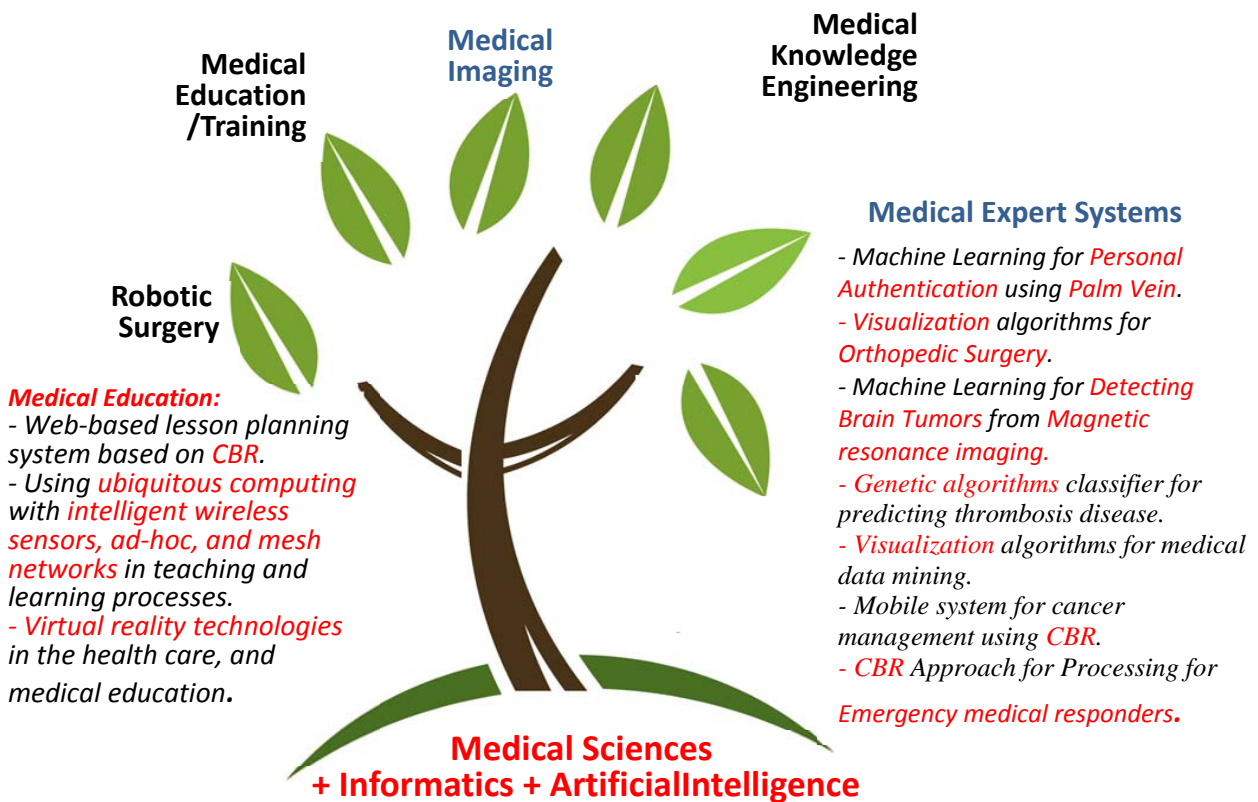 Medical
Education
/Training
Medical
Imaging
Medical
Knowledge
Engineering
Robotic
Surgery
Medical Education:
- Web-based lesson planning
system based on CBR.
- Using ubiquitous computing
with intelligent wireless
sensors, ad-hoc, and mesh
networks in teaching and
learning processes.
- Virtual reality technologies
in the health care, and
medical education.
Medical Expert Systems
- Machine Learning for Personal
Authentication using Palm Vein.
- Visualization algorithms for
Orthopedic Surgery.
- Machine Learning for Detecting
Brain Tumors from Magnetic
resonance imaging.
- Genetic algorithms classifier for
predicting thrombosis disease.
- Visualization algorithms for medical
data mining.
- Mobile system for cancer
management using CBR.
- CBR Approach for Processing for
Emergency medical responders.
Medical Sciences
+ Informatics + ArtificialIntelligence